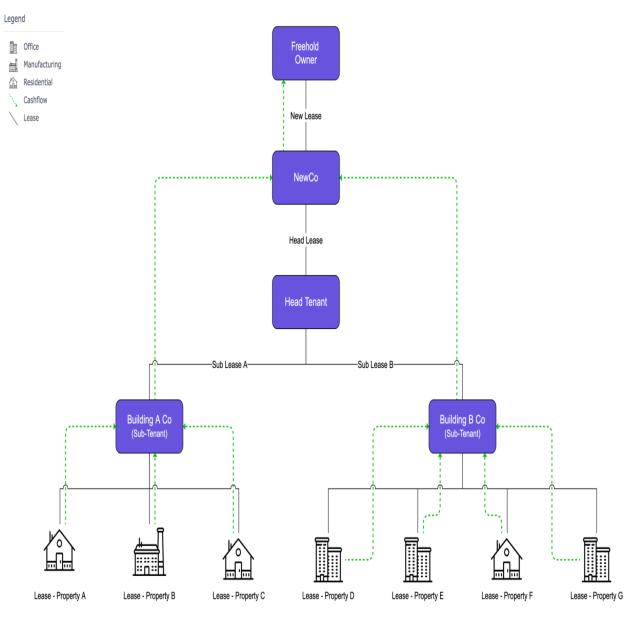 Legend
Office
Manufacturing
Residential
Cashflow
Lease
Freehold
Owner
New Lease
NewCo
Head Lease
Head Tenant
Sub Lease A
Sub Lease B
Building A Co
(Sub-Tenant)
Building B Co
(Sub-Tenant)
Lease - Property A
Lease - Property B
Lease - Property C
Lease - Property D
Lease - Property E
Lease - Property F
Lease - Property G